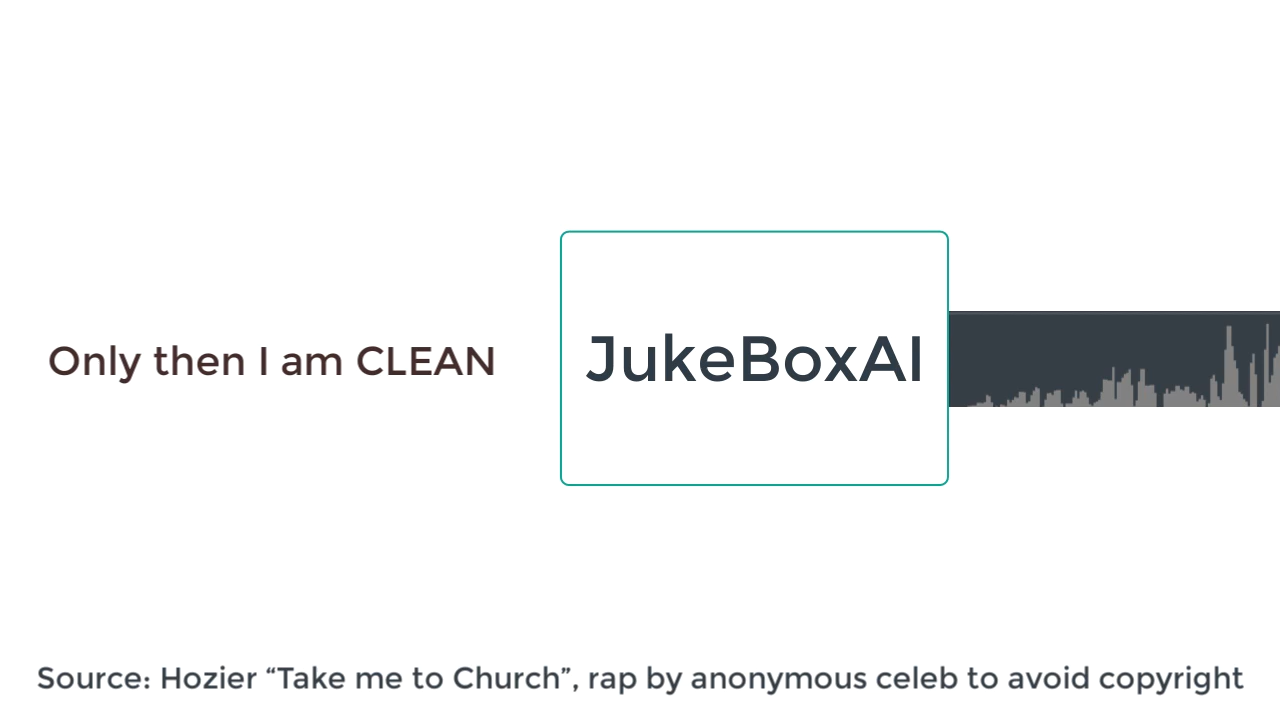 Only then I am CLEAN
JukeBoxAI
Source: Hozier “Take me to Church”, rap by anonymous celeb to avoid copyright